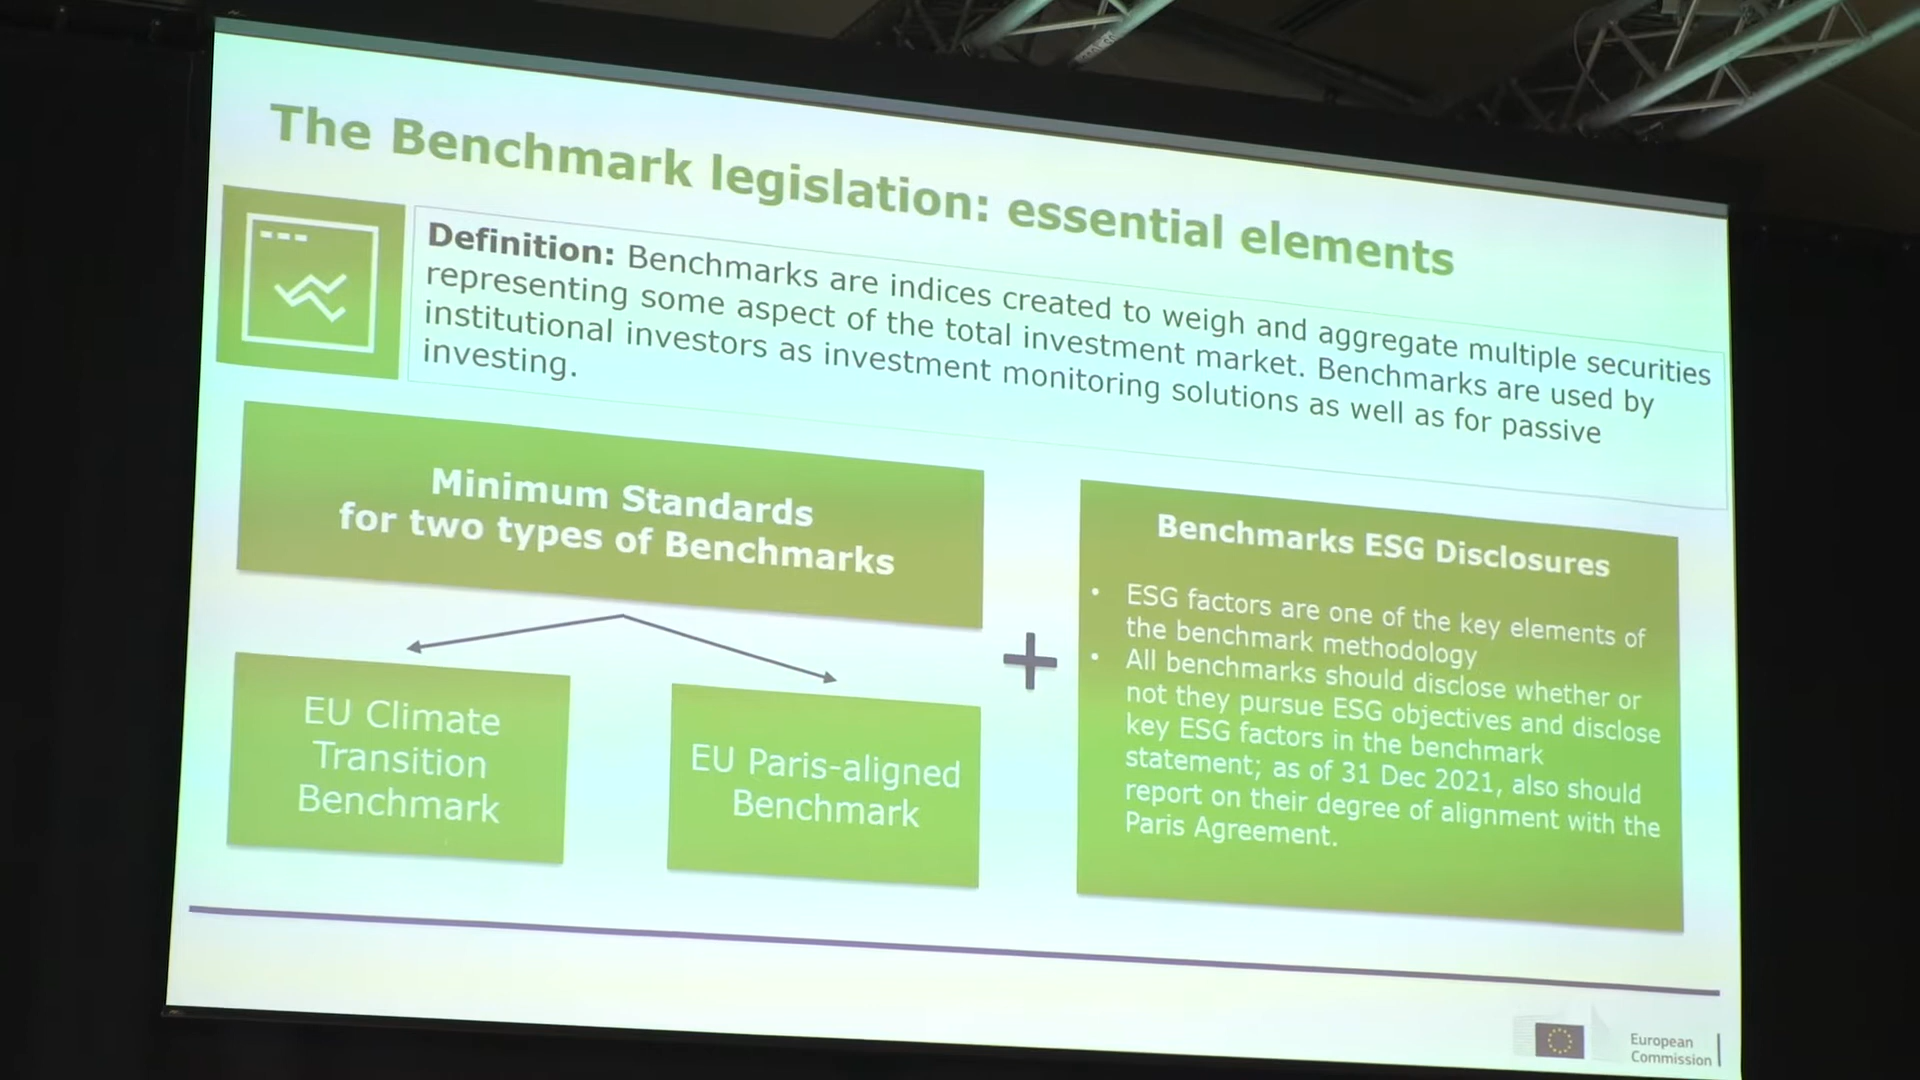 The Benchmark legislation: essential elements
Definition: Benchmarks are indices created to weigh and aggregate multiple securities
representing some aspect of the total investment market. Benchmarks are used by
institutional investors as investment monitoring solutions as well as for passive
investing.
Minimum Standards
for two types of Benchmarks
EU Climate
Transition
Benchmark
EU Paris-aligned
Benchmark
+
Benchmarks ESG Disclosures
• ESG factors are one of the key elements of
the benchmark methodology
• All benchmarks should disclose whether or
not they pursue ESG objectives and disclose
key ESG factors in the benchmark
statement; as of 31 Dec 2021, also should
report on their degree of alignment with the
Paris Agreement.
European
Commission